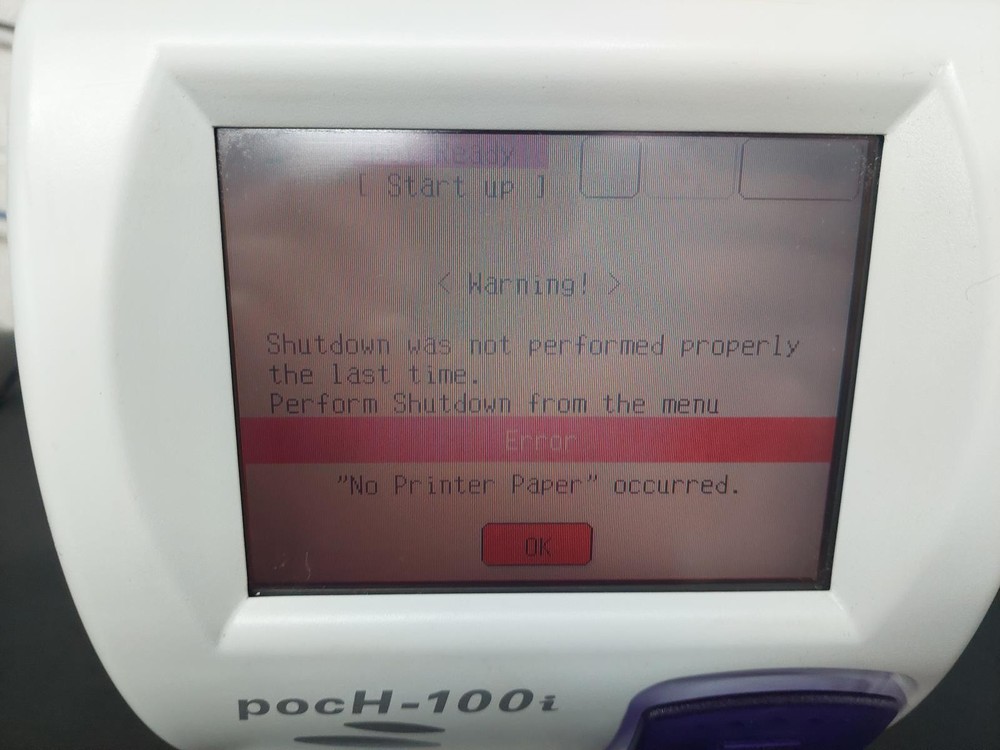 Ready
[ Start up ]
< Warning! >
Shutdown was not performed properly
the last time.
Perform Shutdown from the menu
Error
"No Printer Paper" occurred.
OK
pocH-100i